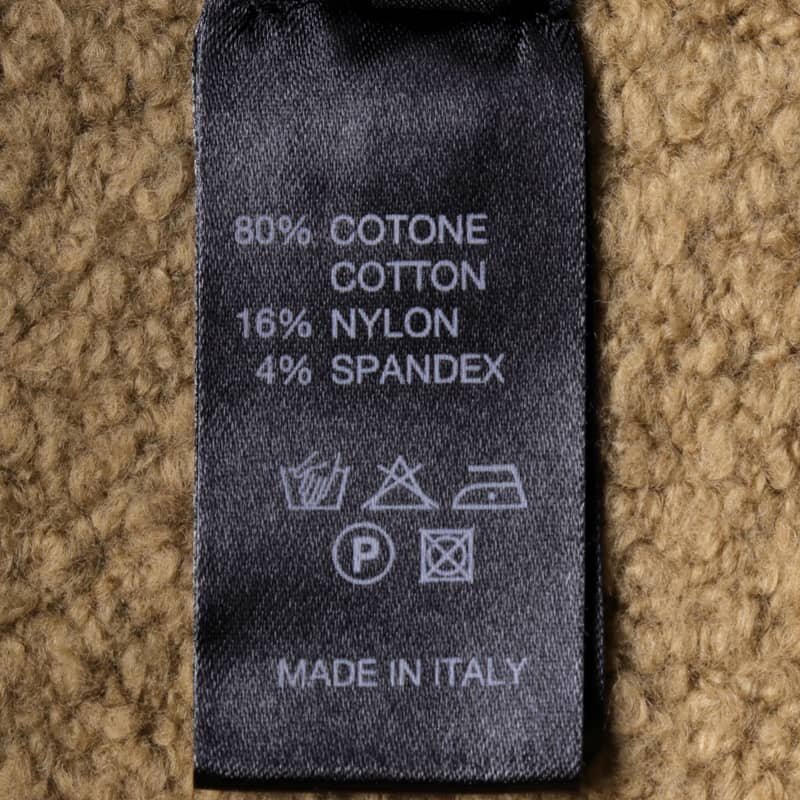 80% COTONE
COTTON
16% NYLON
4% SPANDEX
P
MADE IN ITALY